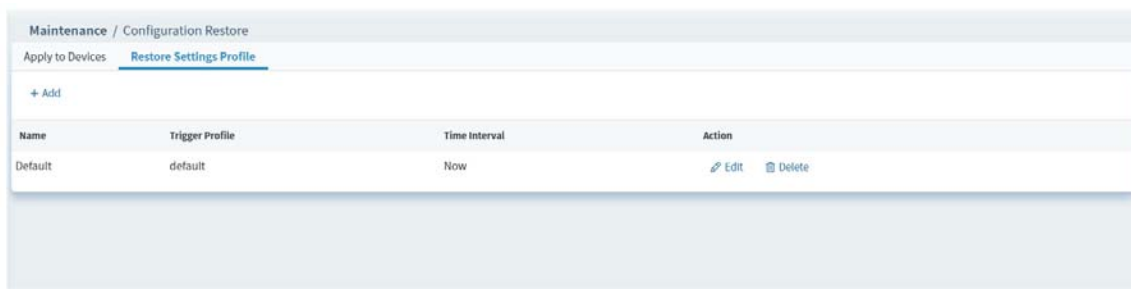 Maintenance / Configuration Restore
Apply to Devices Restore Settings Profile
+ Add
Name Trigger Profile Time Interval Action
Default default Now Edit Delete